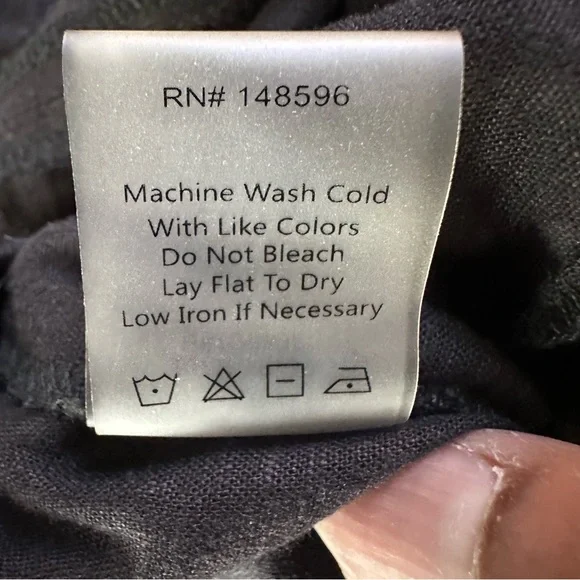 RN# 148596
Machine Wash Cold
With Like Colors
Do Not Bleach
Lay Flat To Dry
Low Iron If Necessary